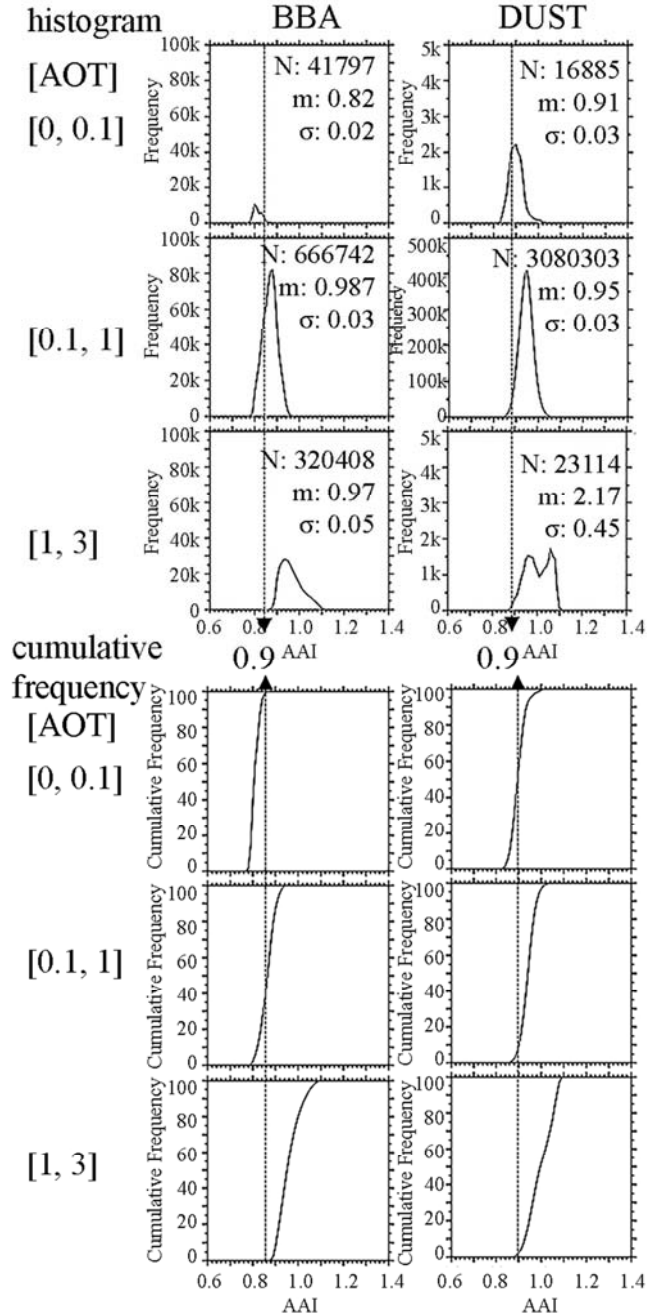 histogram BBA DUST
[AOT]
[0, 0.1]
Frequency
100k
80k
60k
40k
20k
0
N: 41797
m: 0.82
σ: 0.02
Frequency
5k
4k
3k
2k
1k
0
N: 16885
m: 0.91
σ: 0.03
[0.1, 1]
Frequency
100k
80k
60k
40k
20k
0
N: 666742
m: 0.987
σ: 0.03
Frequency
500k
400k
300k
200k
100k
0
N: 3080303
m: 0.95
σ: 0.03
[1, 3]
Frequency
100k
80k
60k
40k
20k
0
N: 320408
m: 0.97
σ: 0.05
Frequency
5k
4k
3k
2k
1k
0
N: 23114
m: 2.17
σ: 0.45
0.6 0.8 1.0 1.2 1.4 0.6 0.8 1.0 1.2 1.4
0.9 AAI 0.9 AAI
cumulative
frequency
[AOT]
[0, 0.1]
Cumulative Frequency
100
80
60
40
20
0
Cumulative Frequency
100
80
60
40
20
0
[0.1, 1]
Cumulative Frequency
100
80
60
40
20
0
Cumulative Frequency
100
80
60
40
20
0
[1, 3]
Cumulative Frequency
100
80
60
40
20
0
Cumulative Frequency
100
80
60
40
20
0
0.6 0.8 1.0 1.2 1.4 0.6 0.8 1.0 1.2 1.4
AAI AAI